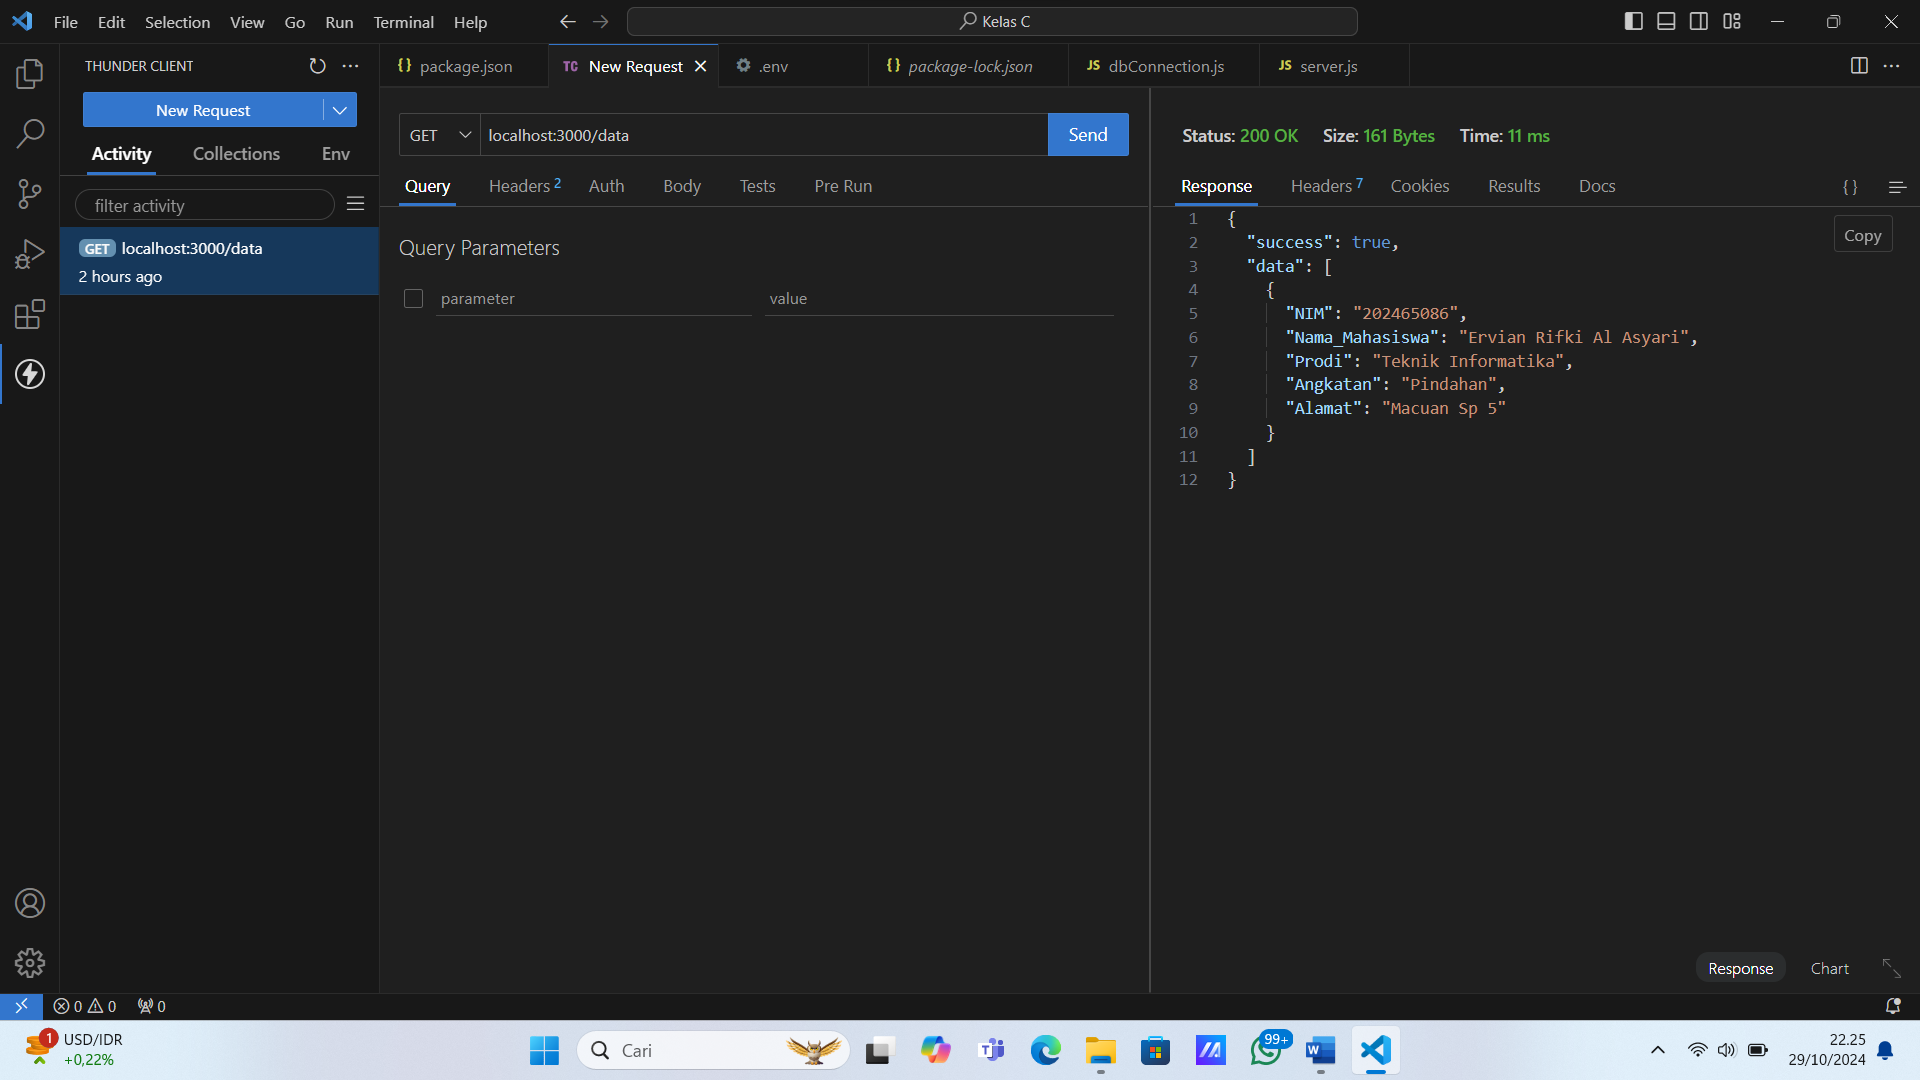 File Edit Selection View Go Run Terminal Help
Kelas C
THUNDER CLIENT
New Request
Activity Collections Env
filter activity
GET localhost:3000/data
2 hours ago
{} package.json
TC New Request
.env
{} package-lock.json
JS dbConnection.js
JS server.js
GET localhost:3000/data Send
Query Headers 2 Auth Body Tests Pre Run
Query Parameters
parameter value
Status: 200 OK Size: 161 Bytes Time: 11 ms
Response Headers 7 Cookies Results Docs { }
Copy
1 {
2 "success": true,
3 "data": [
4 {
5 "NIM": "202465086",
6 "Nama_Mahasiswa": "Ervian Rifki Al Asyari",
7 "Prodi": "Teknik Informatika",
8 "Angkatan": "Pindahan",
9 "Alamat": "Macuan Sp 5"
10 }
11 ]
12 }
Response Chart
0 0 0
1 USD/IDR
+0,22%
Cari
99+
22.25
29/10/2024